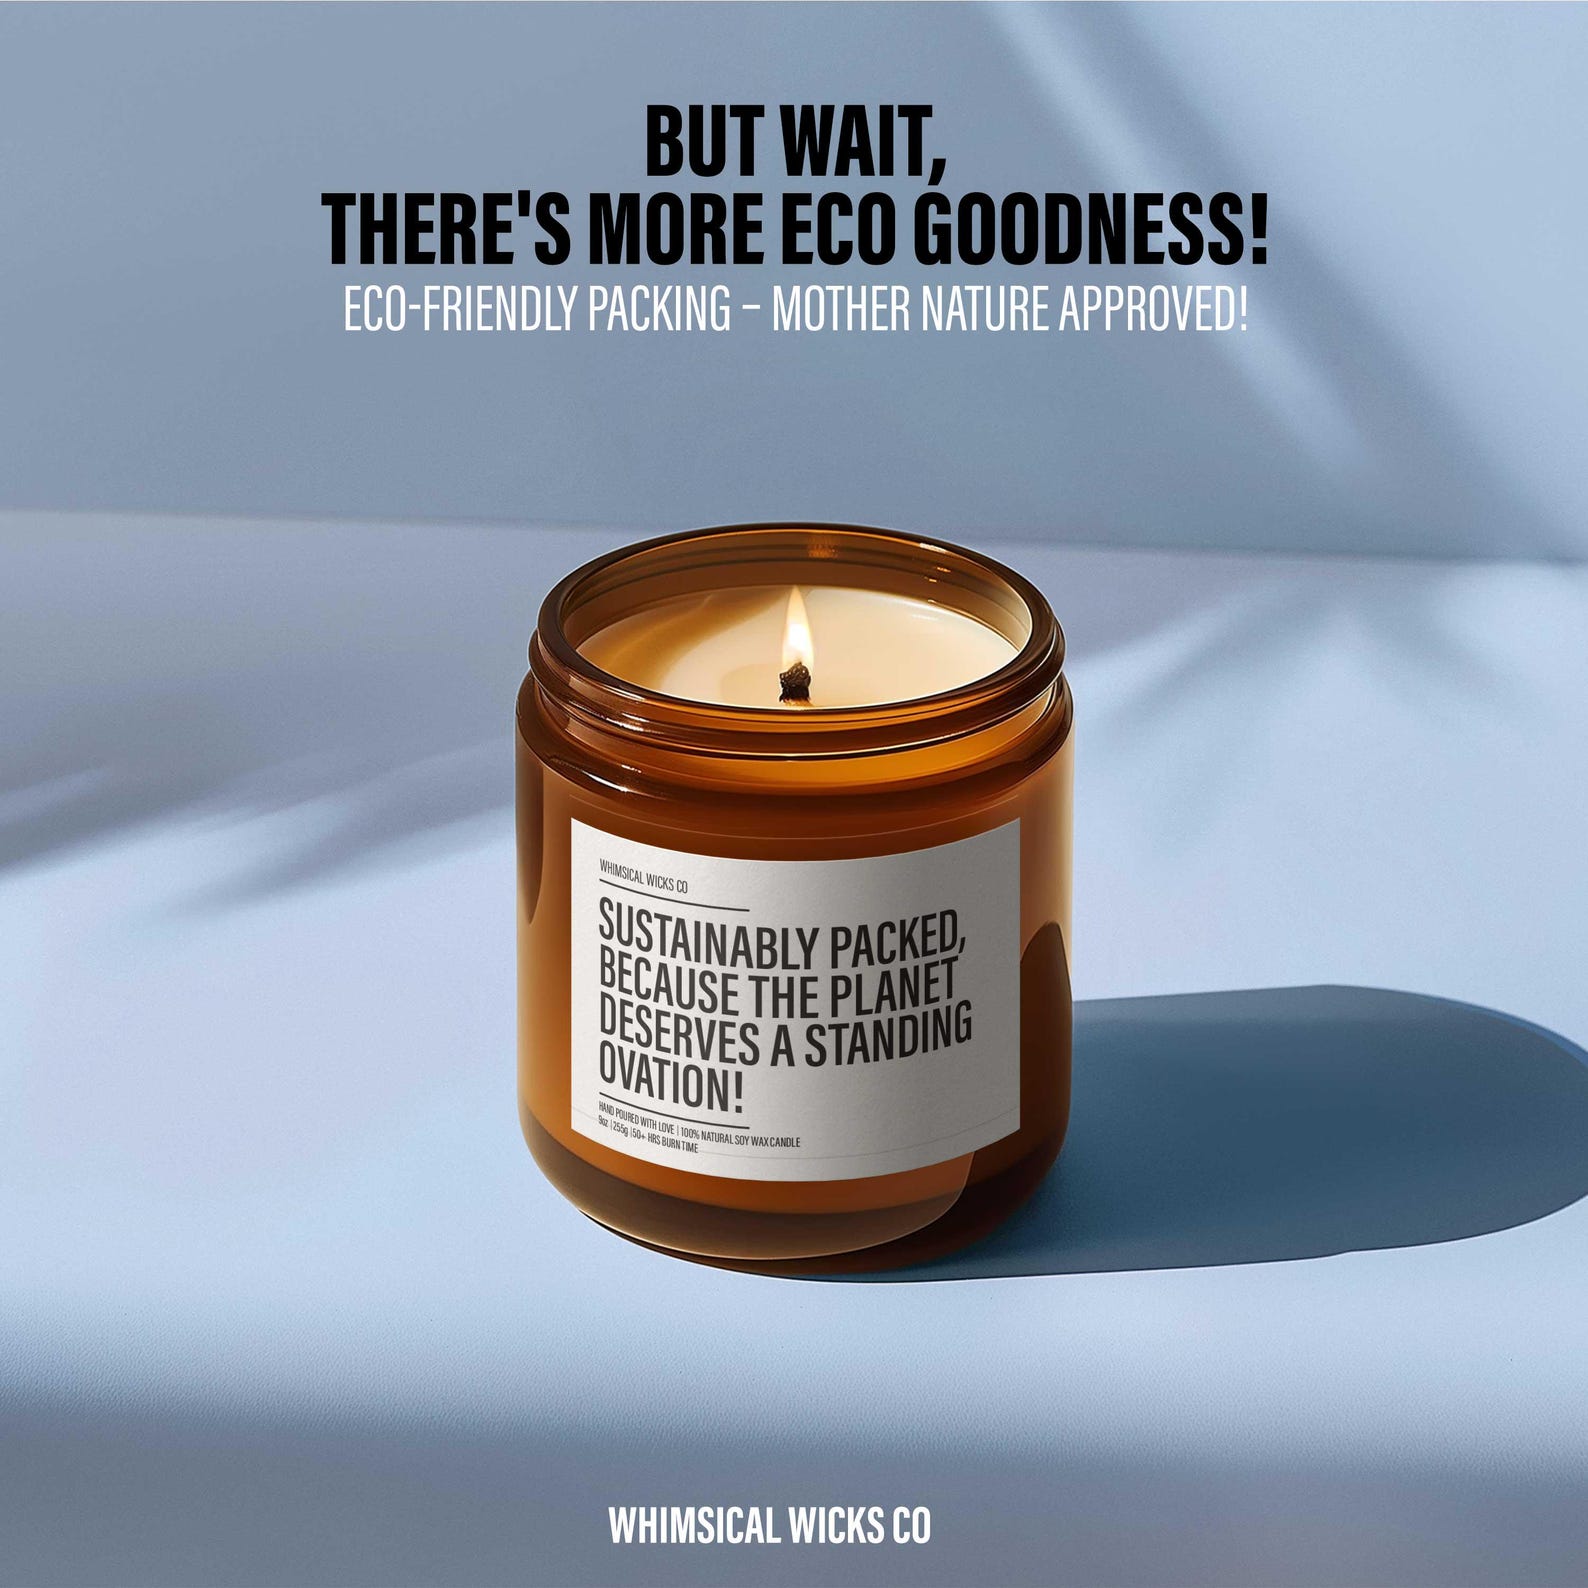 BUT WAIT,
THERE'S MORE ECO GOODNESS!
ECO-FRIENDLY PACKING – MOTHER NATURE APPROVED!
WHIMSICAL WICKS CO
SUSTAINABLY PACKED,
BECAUSE THE PLANET
DESERVES A STANDING
OVATION!
HAND POURED WITH LOVE | 100% NATURAL SOY WAX CANDLE
9oz | 255g | 50+ HRS BURN TIME
WHIMSICAL WICKS CO